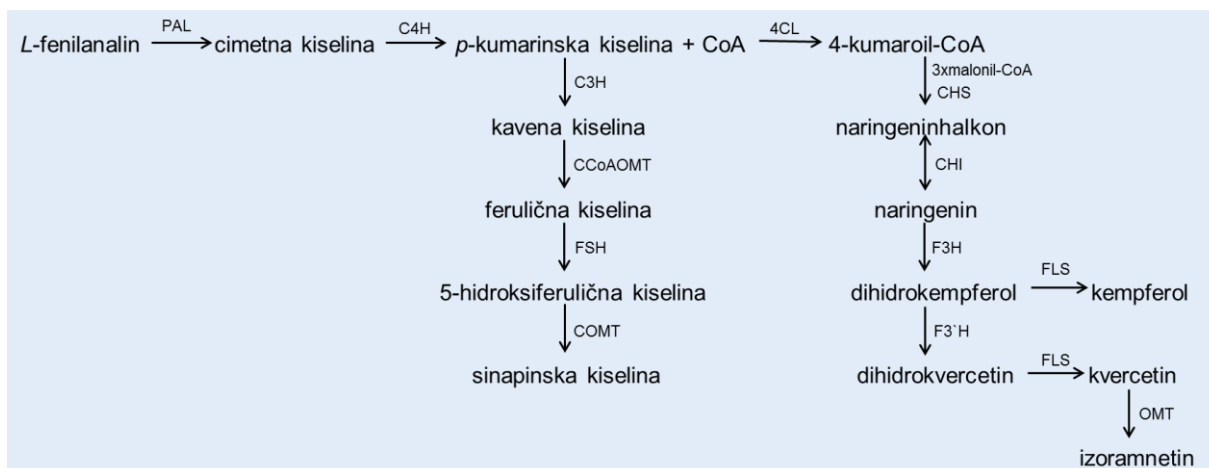 L-fenilanalin PAL cimetna kiselina C4H p-kumarinska kiselina + CoA 4CL 4-kumaroil-CoA
C3H
3xmalonil-CoA
CHS
kavena kiselina naringeninhalkon
CCoAOMT CHI
ferulična kiselina naringenin
FSH F3H
5-hidroksiferulična kiselina dihidrokempferol FLS kempferol
COMT F3`H
sinapinska kiselina dihidrokvercetin FLS kvercetin
OMT
izoramnetin